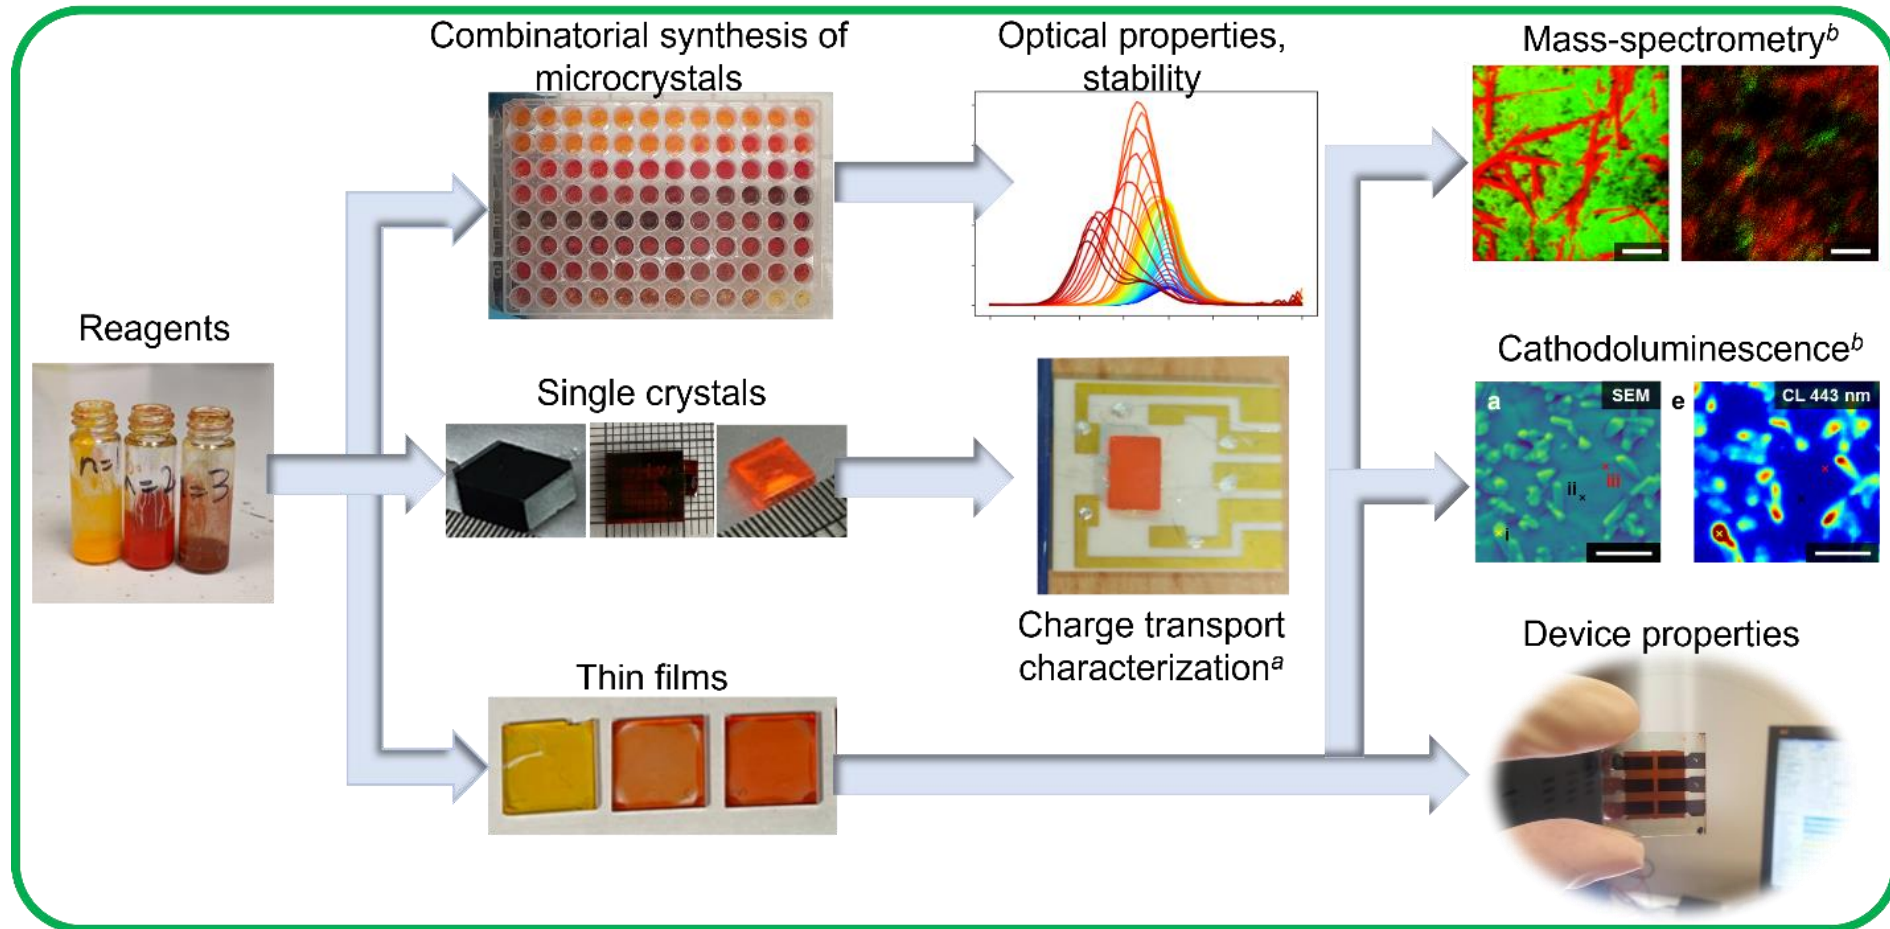 Combinatorial synthesis of
microcrystals
Optical properties,
stability
Mass-spectrometryᵇ
Reagents
n=1
n=2
=3
Single crystals
Cathodoluminescenceᵇ
a
SEM
e
CL 443 nm
ii
iii
i
Charge transport
characterizationᵃ
Thin films
Device properties